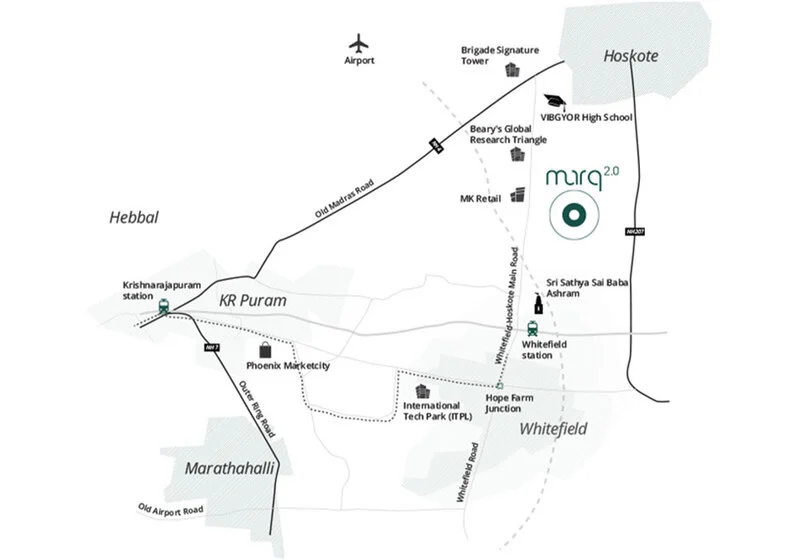 Brigade Signature
Tower
Hoskote
Airport
VIBGYOR High School
Beary's Global
Research Triangle
marq 2.0
MK Retail
Old Madras Road
Hebbal
NH207
Krishnarajapuram
station
KR Puram
Whitefield-Hoskote Main Road
Sri Sathya Sai Baba
Ashram
Whitefield
station
NH 7
Phoenix Marketcity
Outer Ring Road
International
Tech Park (ITPL)
Hope Farm
Junction
Whitefield
Marathahalli
Whitefield Road
Old Airport Road